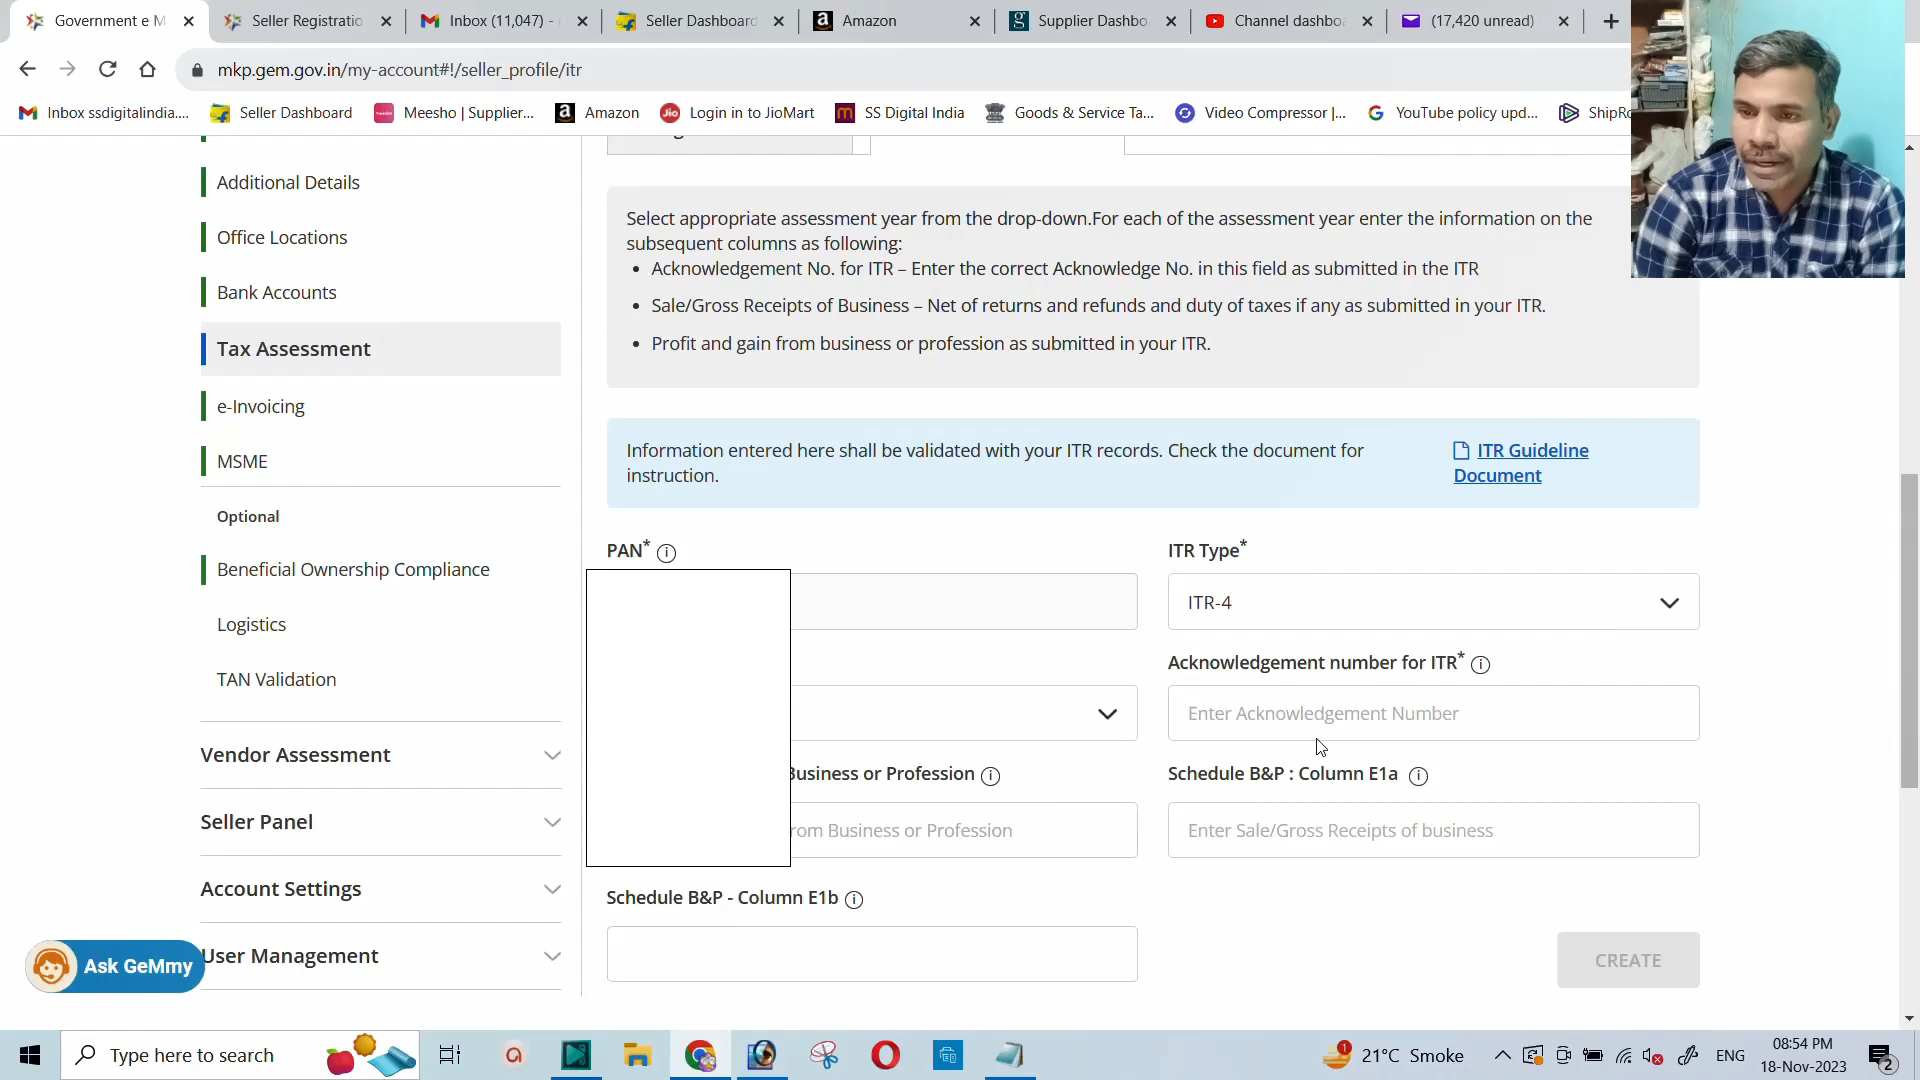 Government e M
Seller Registratio
Inbox (11,047) -
Seller Dashboard
Amazon
Supplier Dashbo
Channel dashboa
(17,420 unread)
mkp.gem.gov.in/my-account#!/seller_profile/itr
Inbox ssdigitalindia....
Seller Dashboard
Meesho | Supplier...
Amazon
Login in to JioMart
SS Digital India
Goods & Service Ta...
Video Compressor |...
YouTube policy upd...
ShipRo
Additional Details
Office Locations
Bank Accounts
Tax Assessment
e-Invoicing
MSME
Optional
Beneficial Ownership Compliance
Logistics
TAN Validation
Vendor Assessment
Seller Panel
Account Settings
User Management
Ask GeMmy
Select appropriate assessment year from the drop-down.For each of the assessment year enter the information on the
subsequent columns as following:
• Acknowledgement No. for ITR – Enter the correct Acknowledge No. in this field as submitted in the ITR
• Sale/Gross Receipts of Business – Net of returns and refunds and duty of taxes if any as submitted in your ITR.
• Profit and gain from business or profession as submitted in your ITR.
Information entered here shall be validated with your ITR records. Check the document for
instruction.
ITR Guideline
Document
PAN*
ITR Type*
ITR-4
Acknowledgement number for ITR*
Enter Acknowledgement Number
Business or Profession
Schedule B&P : Column E1a
rom Business or Profession
Enter Sale/Gross Receipts of business
Schedule B&P - Column E1b
CREATE
Type here to search
21°C Smoke
ENG
08:54 PM
18-Nov-2023
2